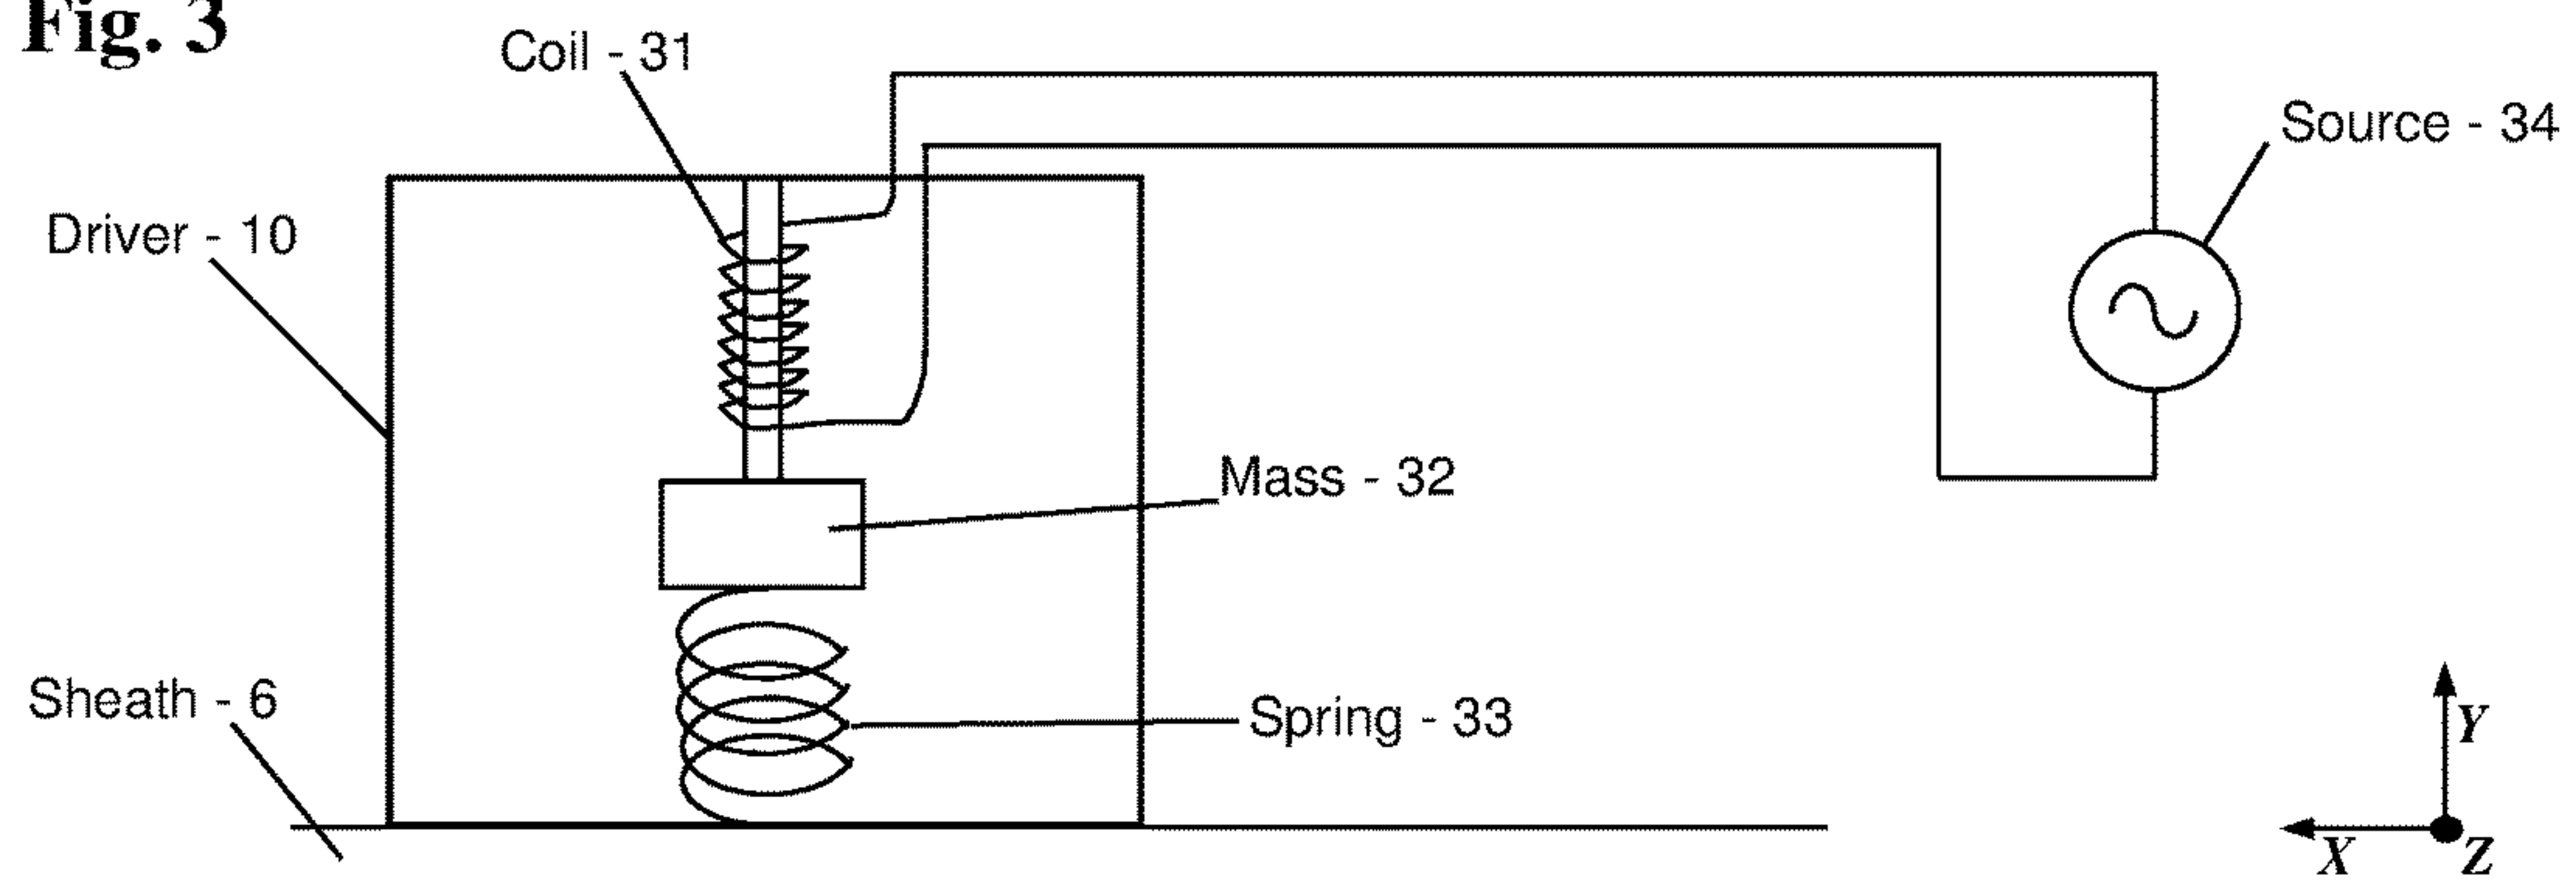 Fig. 3
Coil - 31
Source - 34
Driver - 10
Mass - 32
Sheath - 6
Spring - 33
Y
X
Z